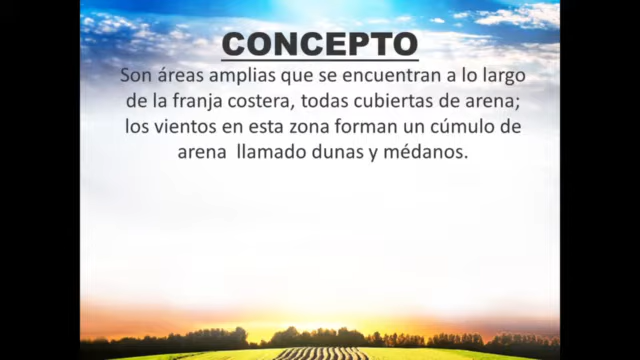 CONCEPTO
Son áreas amplias que se encuentran a lo largo
de la franja costera, todas cubiertas de arena;
los vientos en esta zona forman un cúmulo de
arena  llamado dunas y médanos.